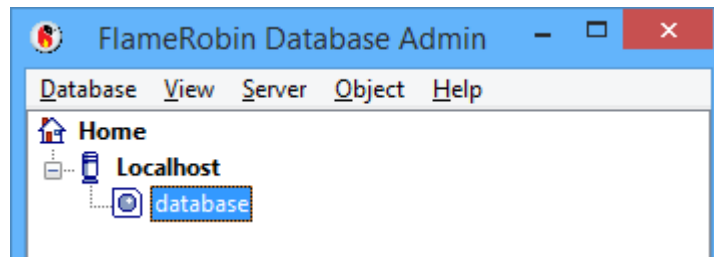 FlameRobin Database Admin
Database View Server Object Help
Home
Localhost
database